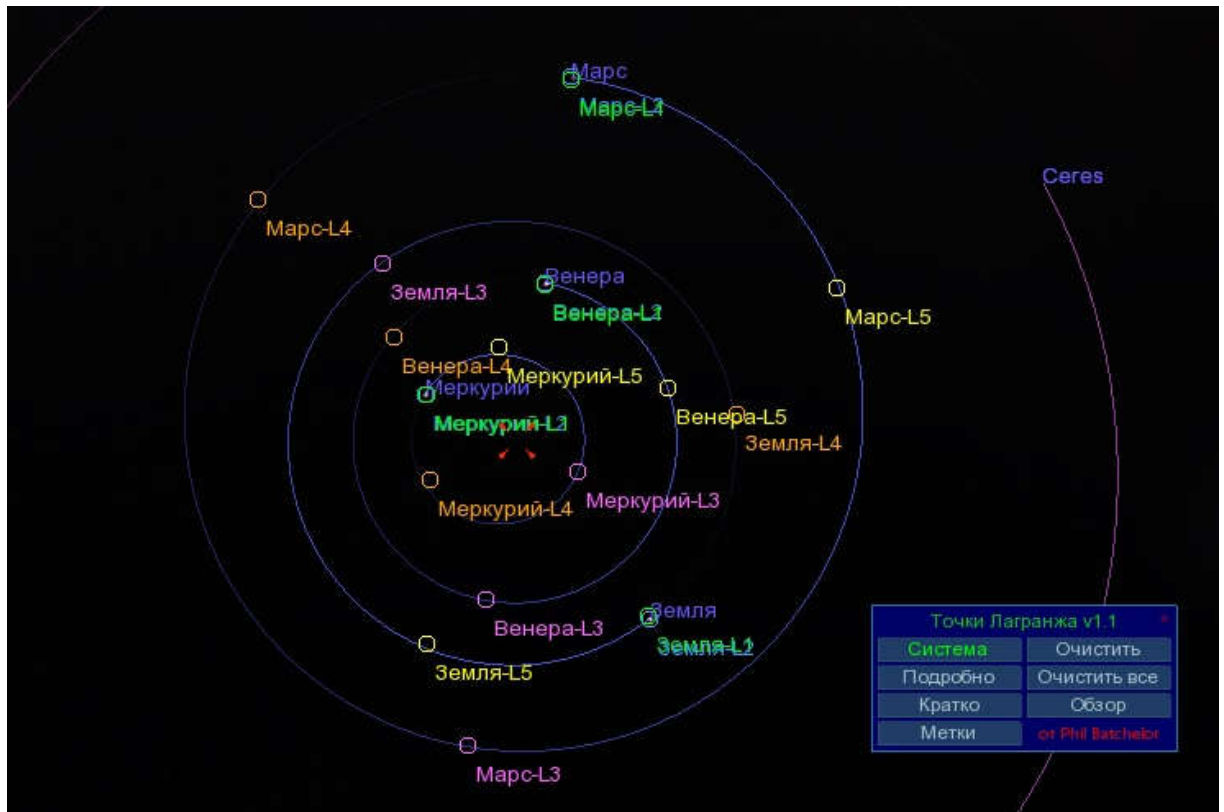 Марс
Марс-L1
Ceres
Марс-L4
Земля-L3
Венера
Венера-L1
Марс-L5
Венера-L4
Меркурий-L5
Меркурий
Венера-L5
Меркурий-L1
Земля-L4
Меркурий-L3
Меркурий-L4
Земля
Венера-L3
Земля-L1
Земля-L2
Земля-L5
Марс-L3
Точки Лагранжа v1.1
Система
Очистить
Подробно
Очистить все
Кратко
Обзор
Метки
от Phil Batchelor